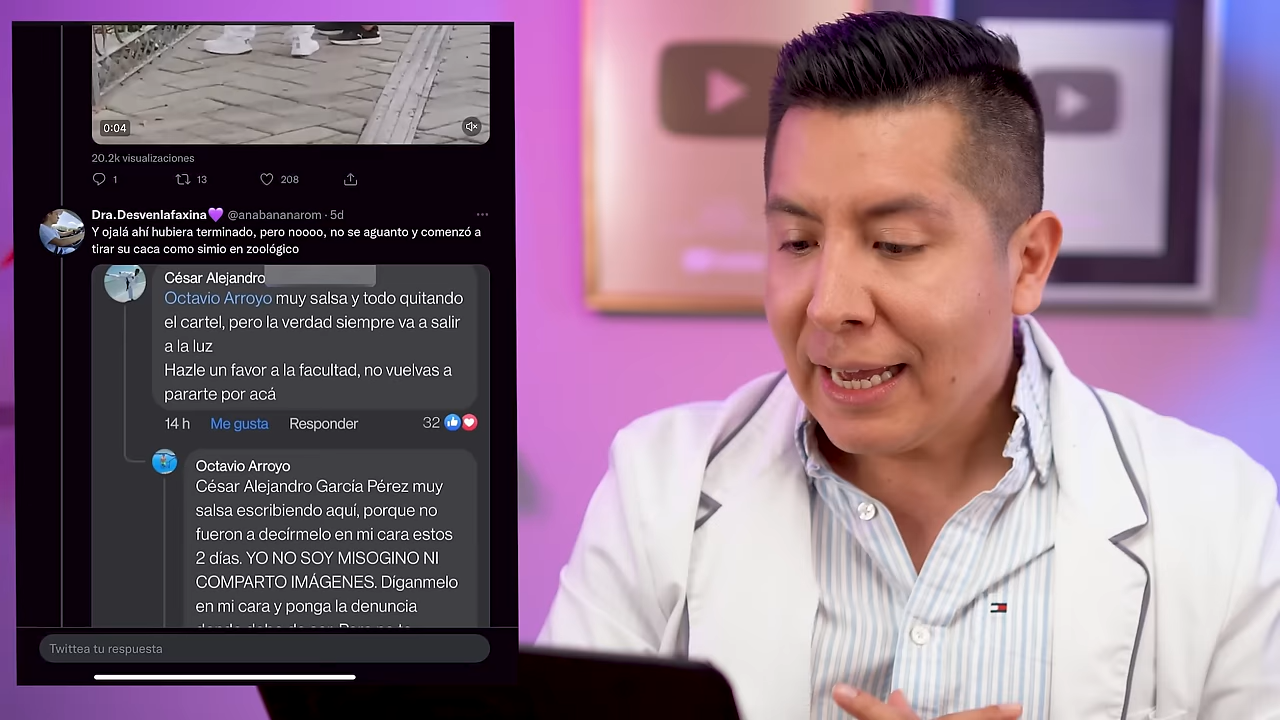 0:04
20.2k visualizaciones
1
13
208
Dra.Desvenlafaxina💜 @anabananarom · 5d
Y ojalá ahí hubiera terminado, pero noooo, no se aguanto y comenzó a
tirar su caca como simio en zoológico
César Alejandro
Octavio Arroyo muy salsa y todo quitando
el cartel, pero la verdad siempre va a salir
a la luz
Hazle un favor a la facultad, no vuelvas a
pararte por acá
14 h Me gusta Responder 32
Octavio Arroyo
César Alejandro García Pérez muy
salsa escribiendo aquí, porque no
fueron a decírmelo en mi cara estos
2 días. YO NO SOY MISOGINO NI
COMPARTO IMÁGENES. Díganmelo
en mi cara y ponga la denuncia
Twittea tu respuesta